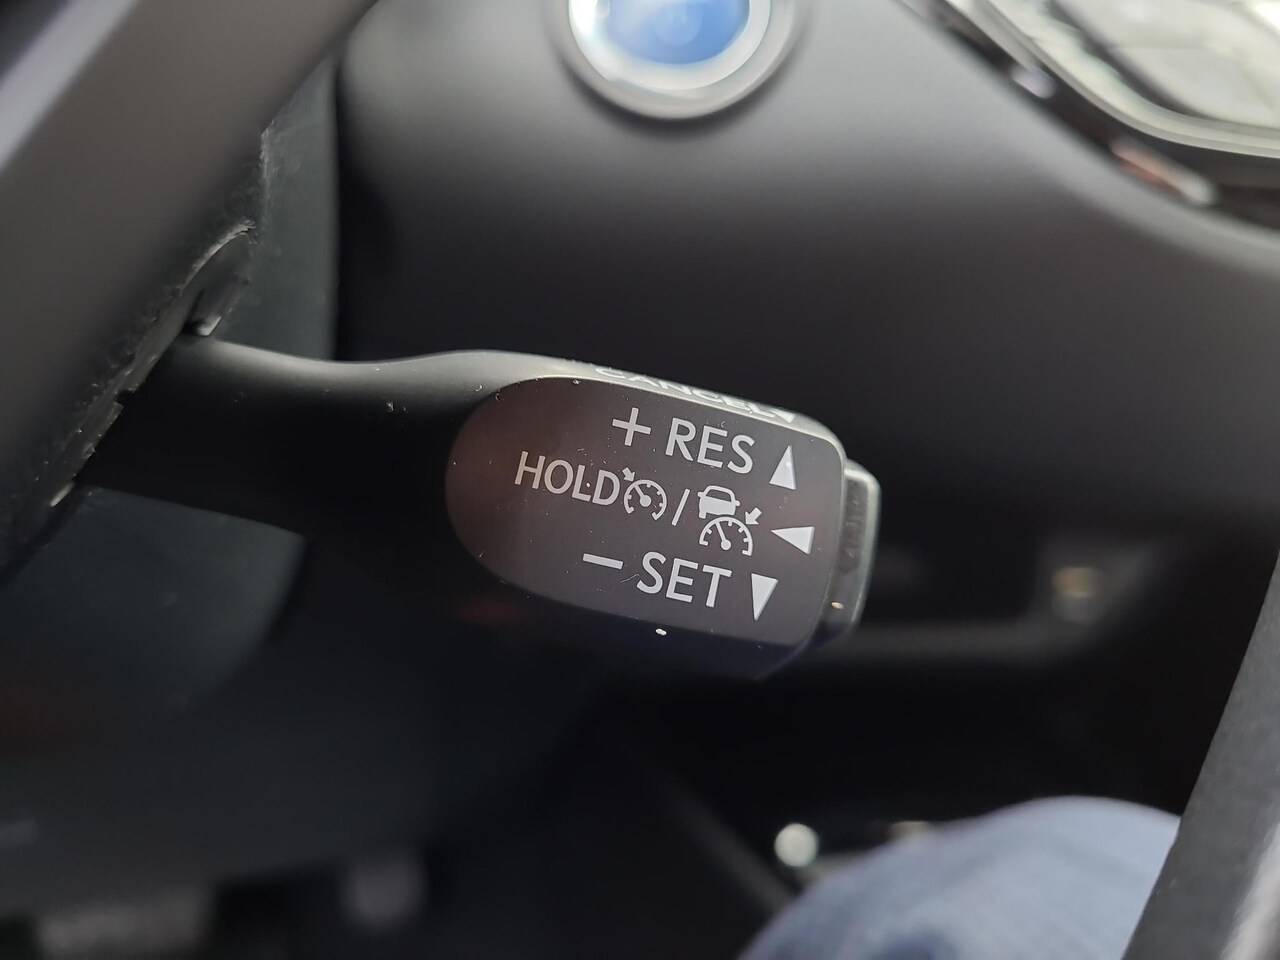 CANCEL
+ RES ▲
HOLD / ◀
− SET ▼